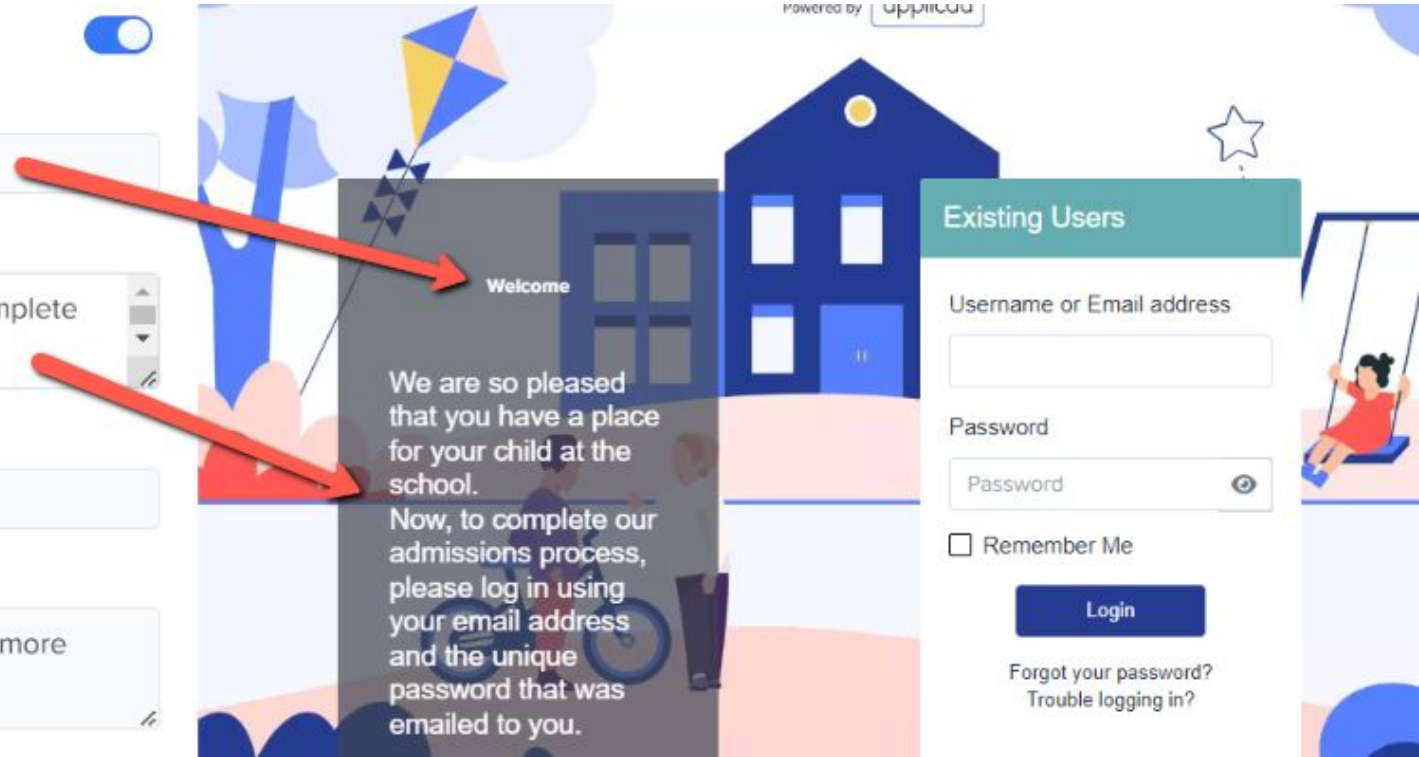 Powered by applicaa
mplete
more
Welcome
We are so pleased
that you have a place
for your child at the
school.
Now, to complete our
admissions process,
please log in using
your email address
and the unique
password that was
emailed to you.
Existing Users
Username or Email address
Password
Password
Remember Me
Login
Forgot your password?
Trouble logging in?